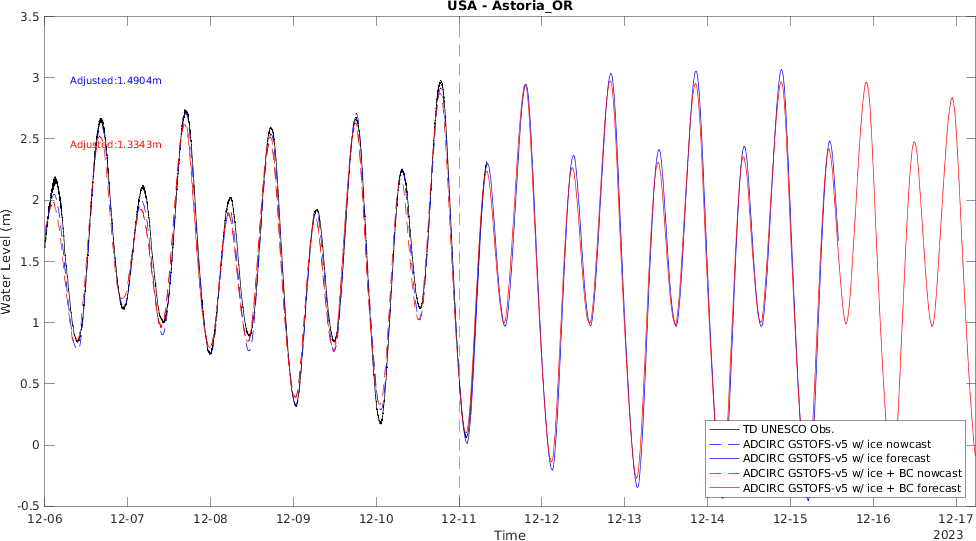 USA - Astoria_OR
3.5
3
2.5
2
1.5
1
0.5
0
-0.5
Water Level (m)
Adjusted:1.4904m
Adjusted:1.3343m
TD UNESCO Obs.
ADCIRC GSTOFS-v5 w/ ice nowcast
ADCIRC GSTOFS-v5 w/ ice forecast
ADCIRC GSTOFS-v5 w/ ice + BC nowcast
ADCIRC GSTOFS-v5 w/ ice + BC forecast
12-06 12-07 12-08 12-09 12-10 12-11 12-12 12-13 12-14 12-15 12-16 12-17
Time
2023